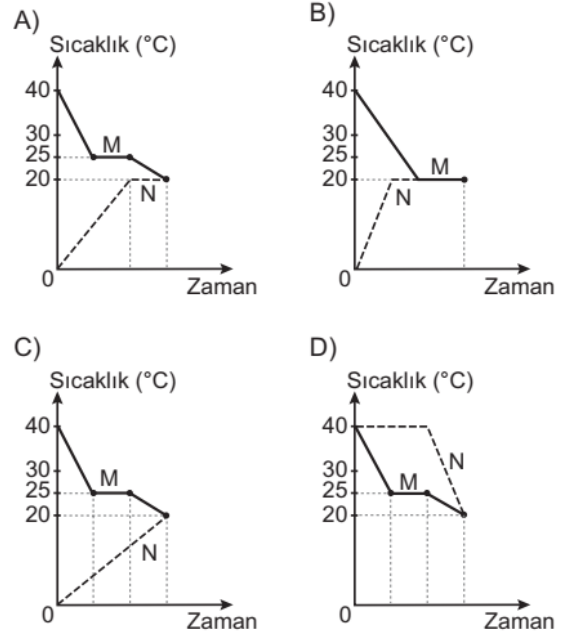 A)
Sıcaklık (°C)
40
30
25
20
0
M
N
Zaman
B)
Sıcaklık (°C)
40
30
25
20
0
M
N
Zaman
C)
Sıcaklık (°C)
40
30
25
20
0
M
N
Zaman
D)
Sıcaklık (°C)
40
30
25
20
0
M
N
Zaman